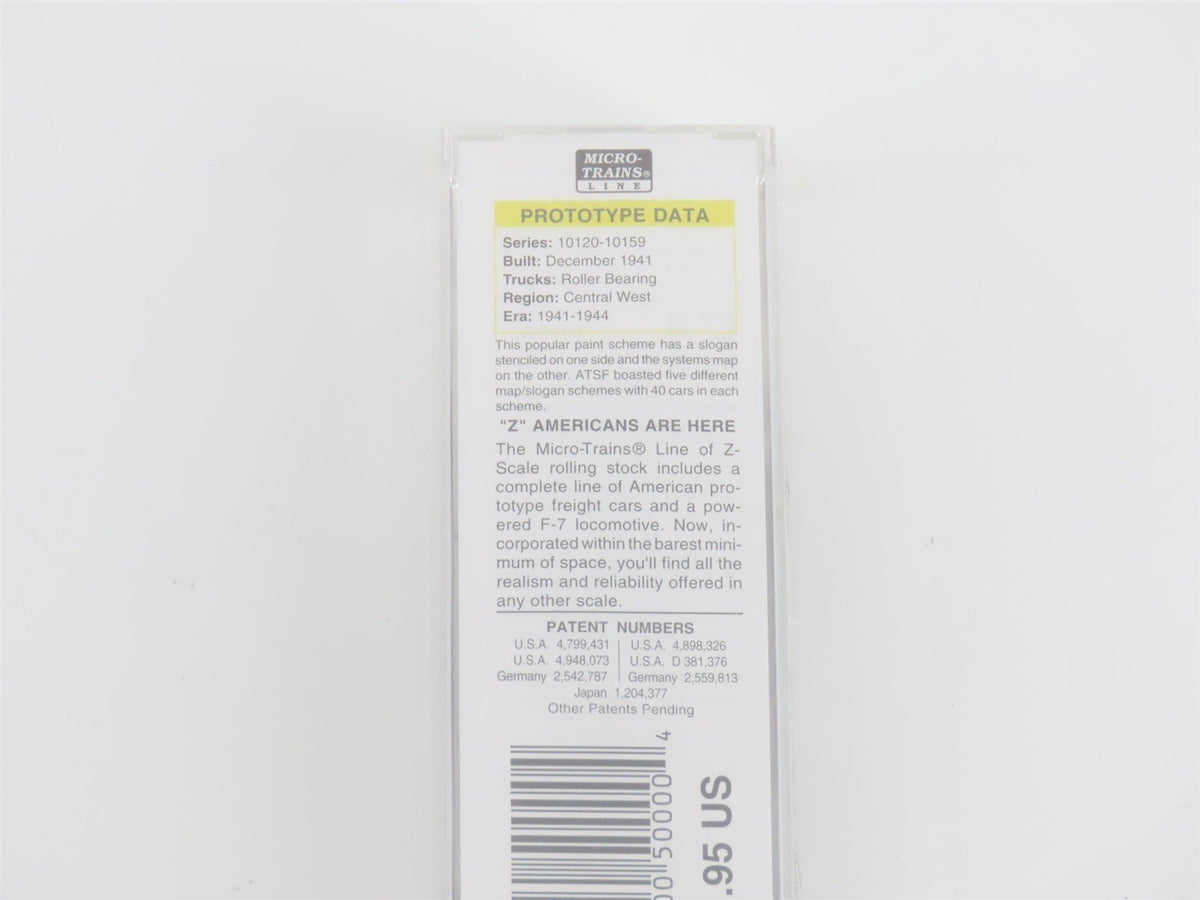 MICRO-
TRAINS®
LINE
PROTOTYPE DATA
Series: 10120-10159
Built: December 1941
Trucks: Roller Bearing
Region: Central West
Era: 1941-1944
This popular paint scheme has a slogan
stenciled on one side and the systems map
on the other. ATSF boasted five different
map/slogan schemes with 40 cars in each
scheme.
"Z" AMERICANS ARE HERE
The Micro-Trains® Line of Z-
Scale rolling stock includes a
complete line of American pro-
totype freight cars and a pow-
ered F-7 locomotive. Now, in-
corporated within the barest mini-
mum of space, you'll find all the
realism and reliability offered in
any other scale.
PATENT NUMBERS
U.S.A. 4,799,431 U.S.A. 4,898,326
U.S.A. 4,948,073 U.S.A. D 381,376
Germany 2,542,787 Germany 2,559,813
Japan 1,204,377
Other Patents Pending
00 50000 4
.95 US